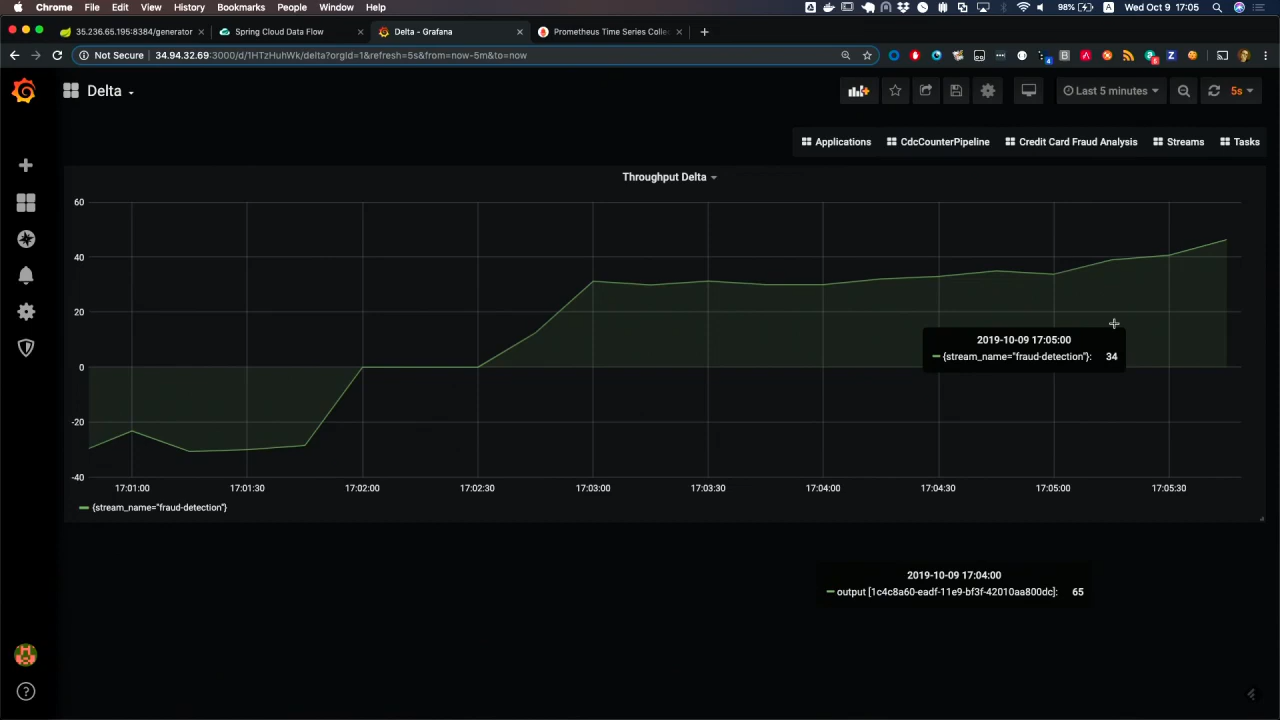 Chrome File Edit View History Bookmarks People Window Help 98% Wed Oct 9 17:05
35.236.65.195:8384/generator Spring Cloud Data Flow Delta - Grafana Prometheus Time Series Colle
Not Secure 34.94.32.69:3000/d/1HTzHuhWk/delta?orgId=1&refresh=5s&from=now-5m&to=now
Delta Last 5 minutes 5s
Applications CdcCounterPipeline Credit Card Fraud Analysis Streams Tasks
Throughput Delta
60
40
20
0
-20
-40
2019-10-09 17:05:00
{stream_name="fraud-detection"}: 34
17:01:00 17:01:30 17:02:00 17:02:30 17:03:00 17:03:30 17:04:00 17:04:30 17:05:00 17:05:30
{stream_name="fraud-detection"}
2019-10-09 17:04:00
output [1c4c8a60-eadf-11e9-bf3f-42010aa800dc]: 65